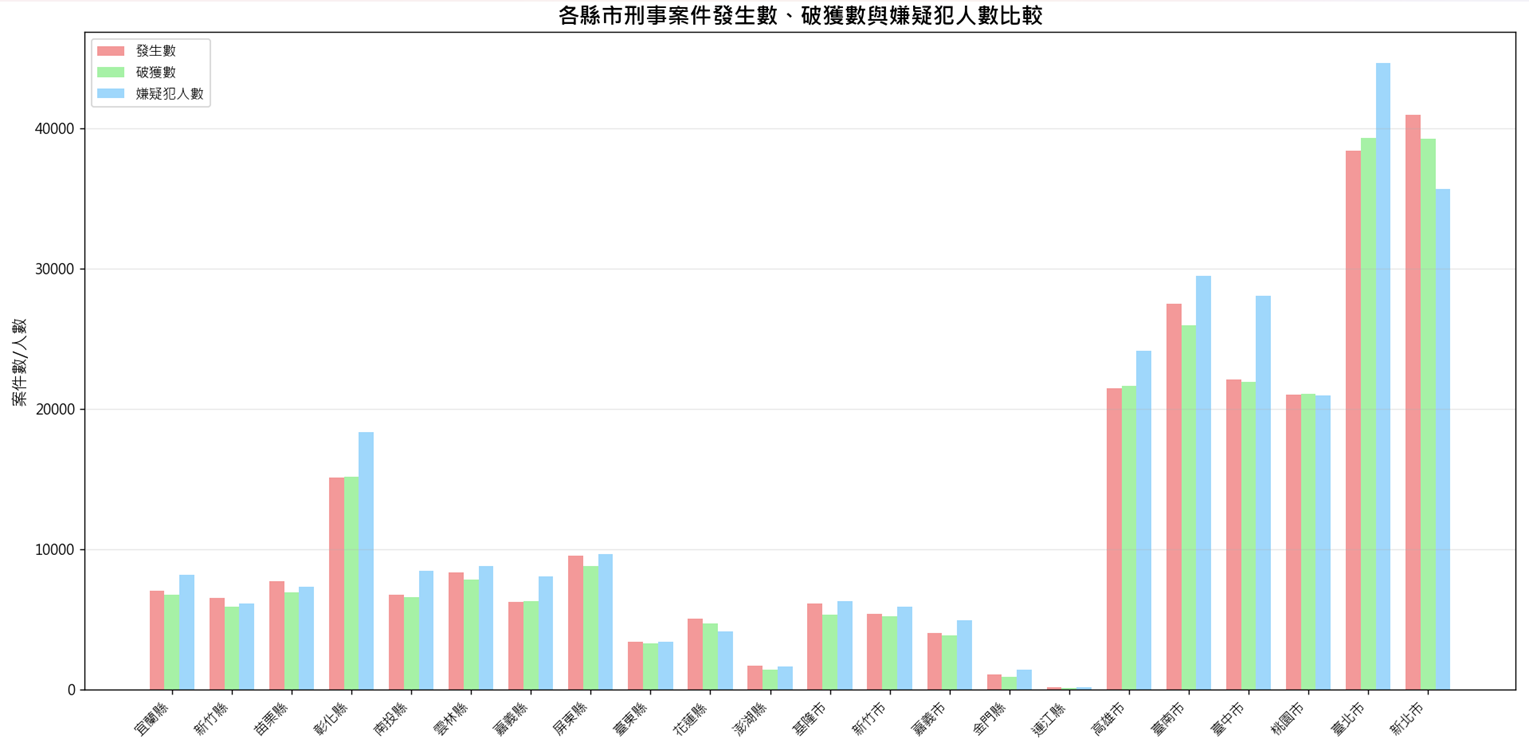 各縣市刑事案件發生數、破獲數與嫌疑犯人數比較
發生數
破獲數
嫌疑犯人數
案件數/人數
40000
30000
20000
10000
0
宜蘭縣
新竹縣
苗栗縣
彰化縣
南投縣
雲林縣
嘉義縣
屏東縣
臺東縣
花蓮縣
澎湖縣
基隆市
新竹市
嘉義市
金門縣
連江縣
高雄市
臺南市
臺中市
桃園市
臺北市
新北市